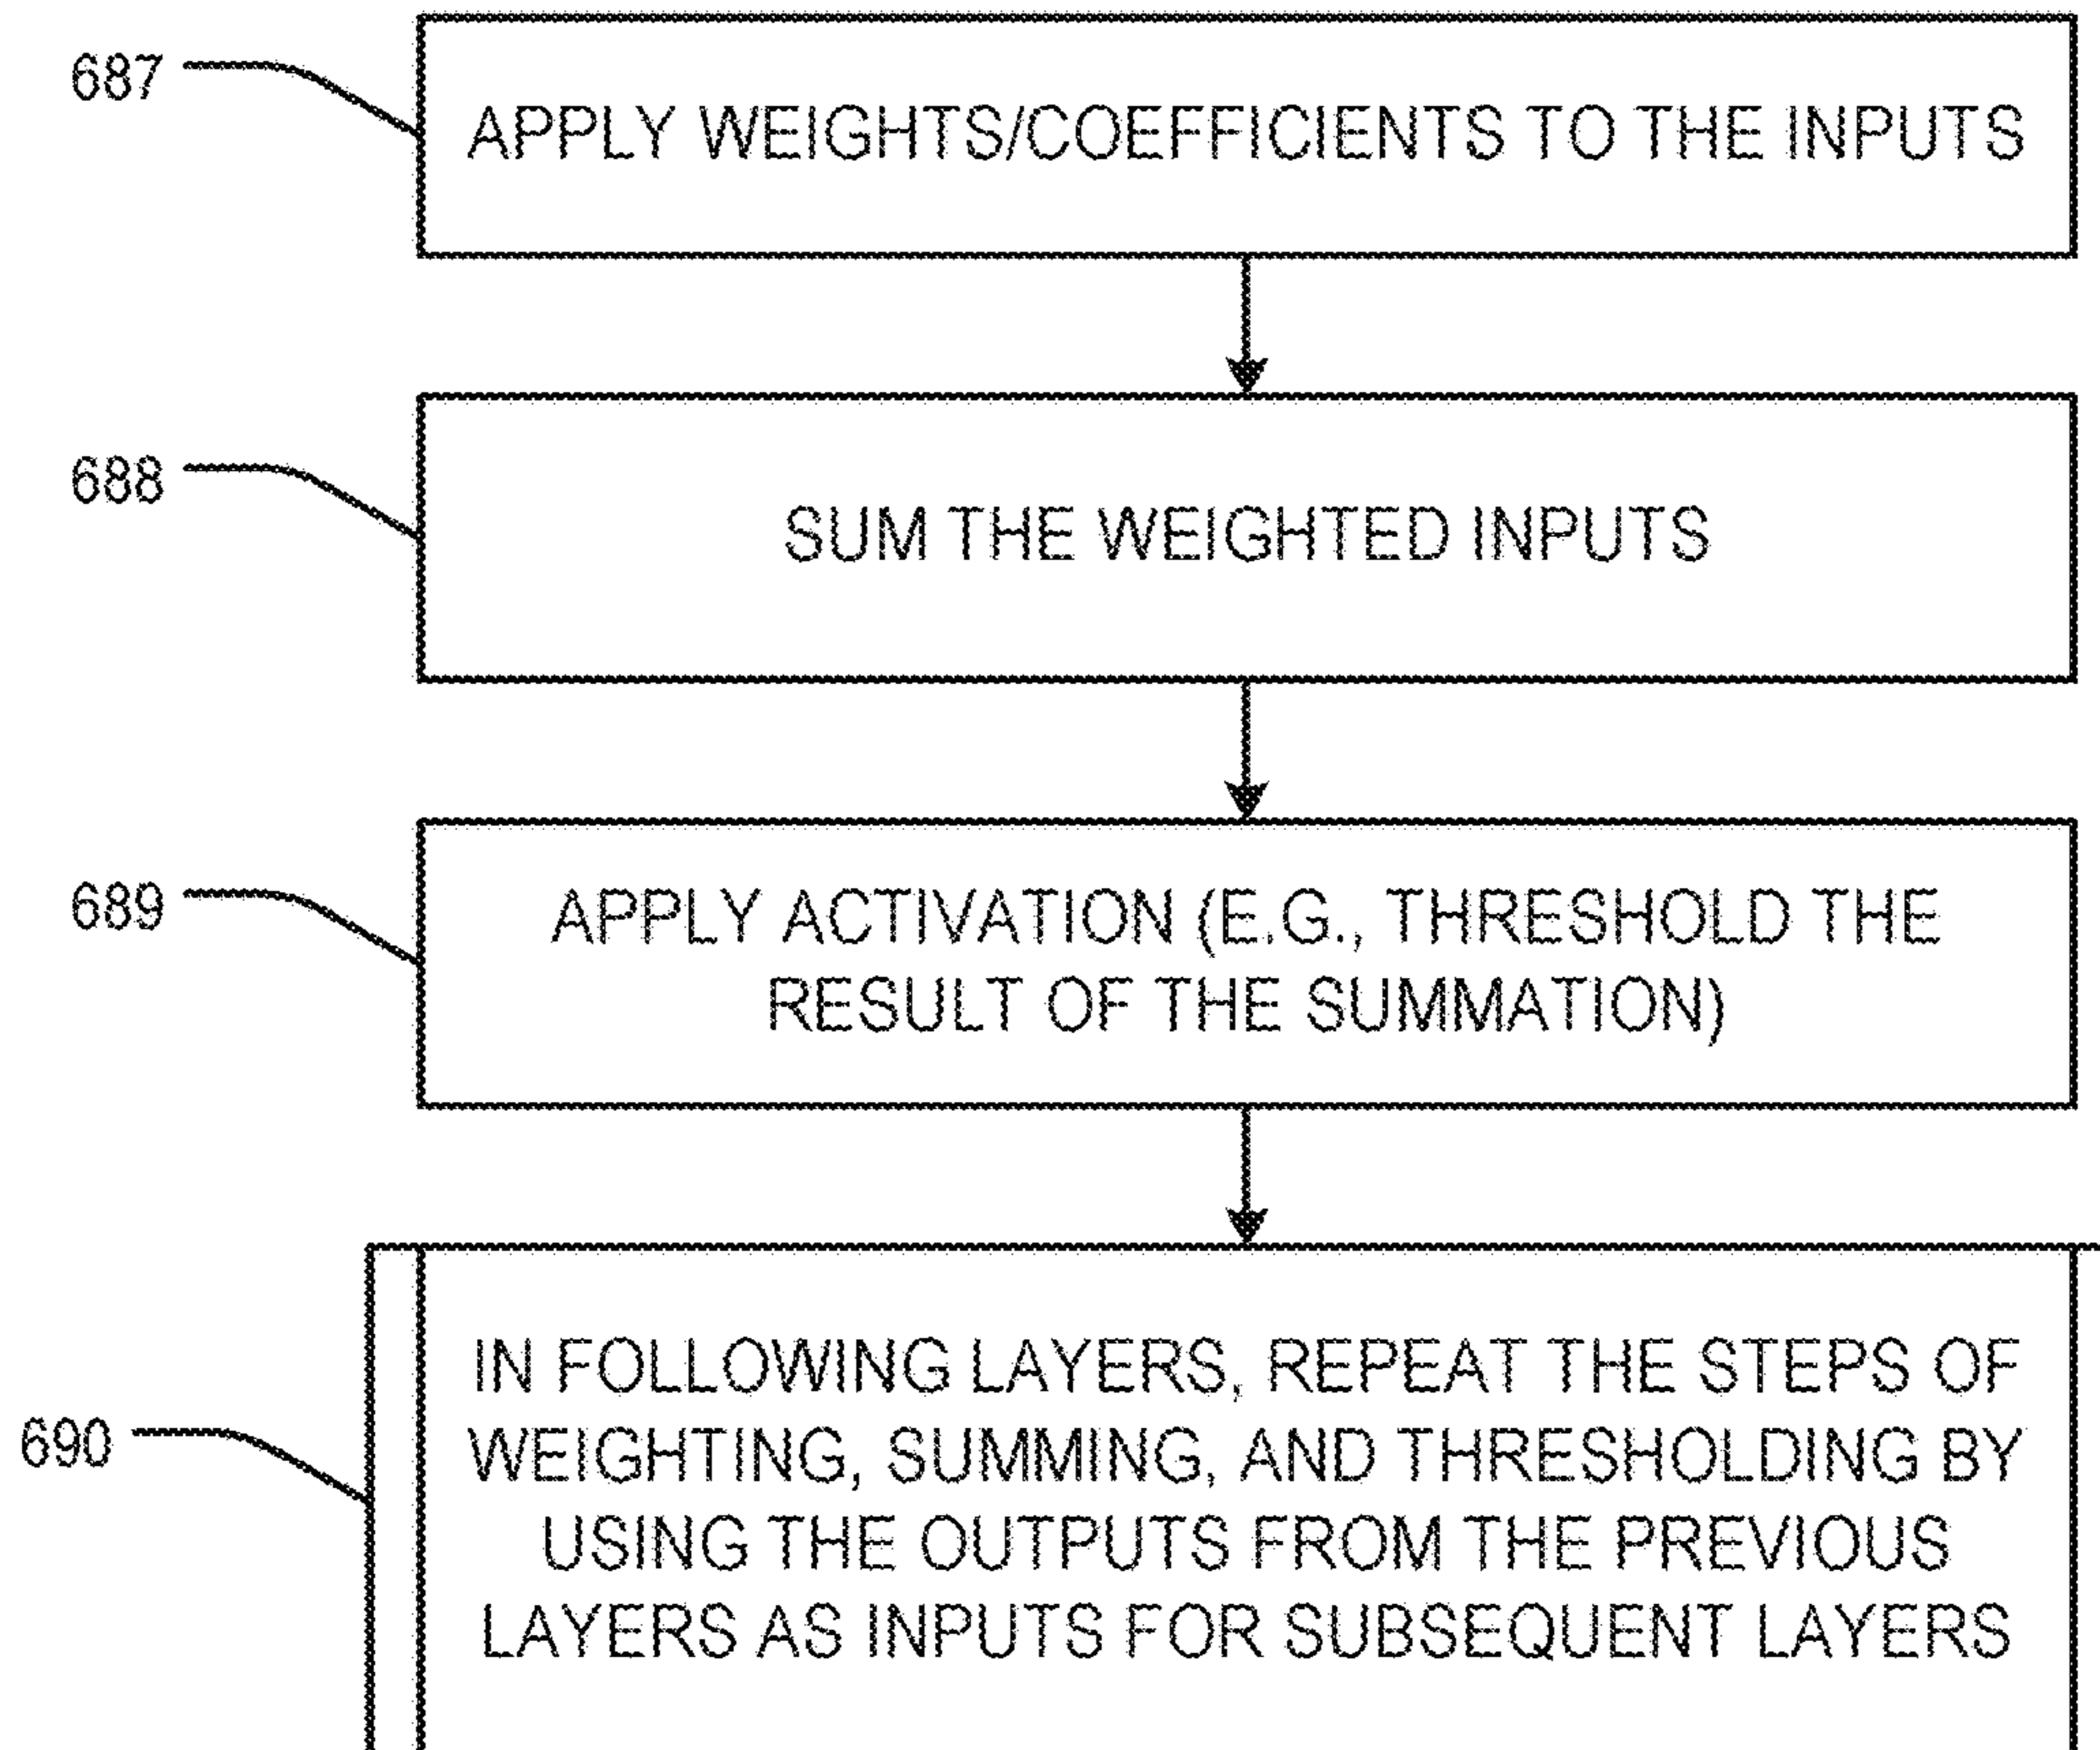 687
APPLY WEIGHTS/COEFFICIENTS TO THE INPUTS
688
SUM THE WEIGHTED INPUTS
689
APPLY ACTIVATION (E.G., THRESHOLD THE
RESULT OF THE SUMMATION)
690
IN FOLLOWING LAYERS, REPEAT THE STEPS OF
WEIGHTING, SUMMING, AND THRESHOLDING BY
USING THE OUTPUTS FROM THE PREVIOUS
LAYERS AS INPUTS FOR SUBSEQUENT LAYERS